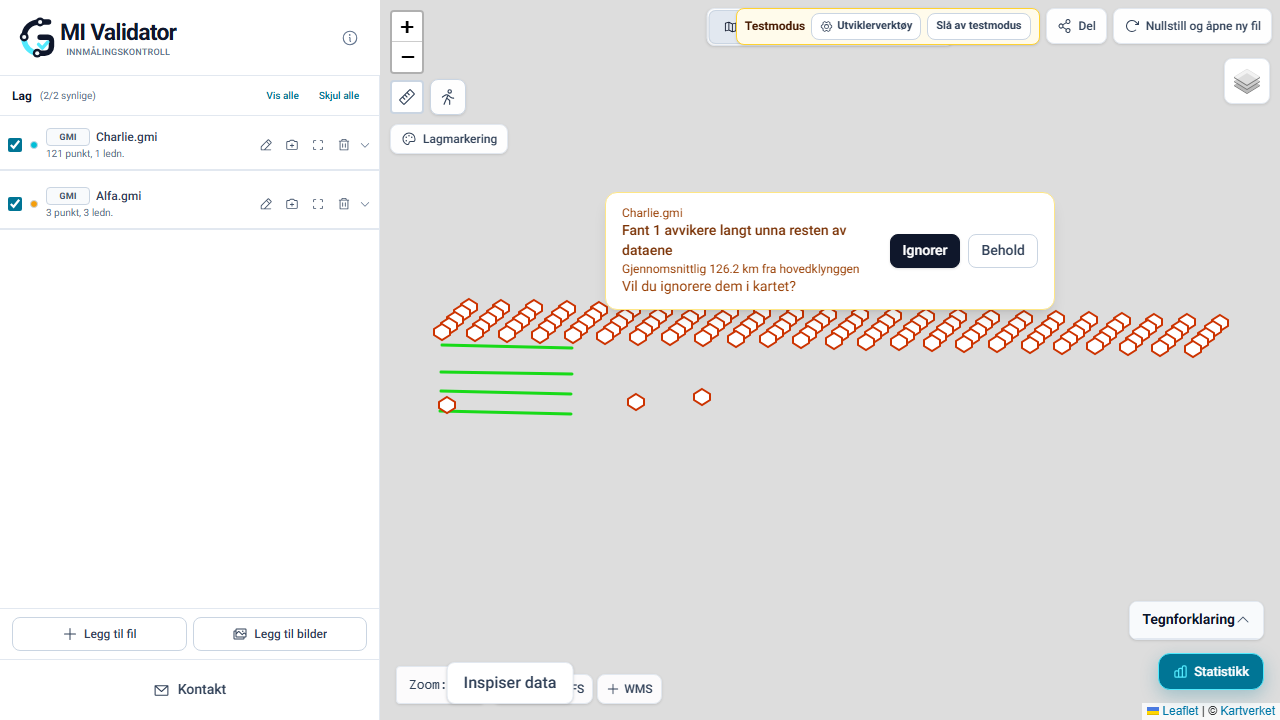 MI Validator
INNMÅLINGSKONTROLL
Lag (2/2 synlige) Vis alle Skjul alle
GMI Charlie.gmi
121 punkt, 1 ledn.
GMI Alfa.gmi
3 punkt, 3 ledn.
Legg til fil Legg til bilder
Kontakt
+
−
Testmodus Utviklerverktøy Slå av testmodus Del Nullstill og åpne ny fil
Lagmarkering
Charlie.gmi
Fant 1 avvikere langt unna resten av
dataene
Gjennomsnittlig 126.2 km fra hovedklynggen
Vil du ignorere dem i kartet?
Ignorer Behold
Tegnforklaring
Statistikk
Zoom: Inspiser data FS WMS
Leaflet | © Kartverket